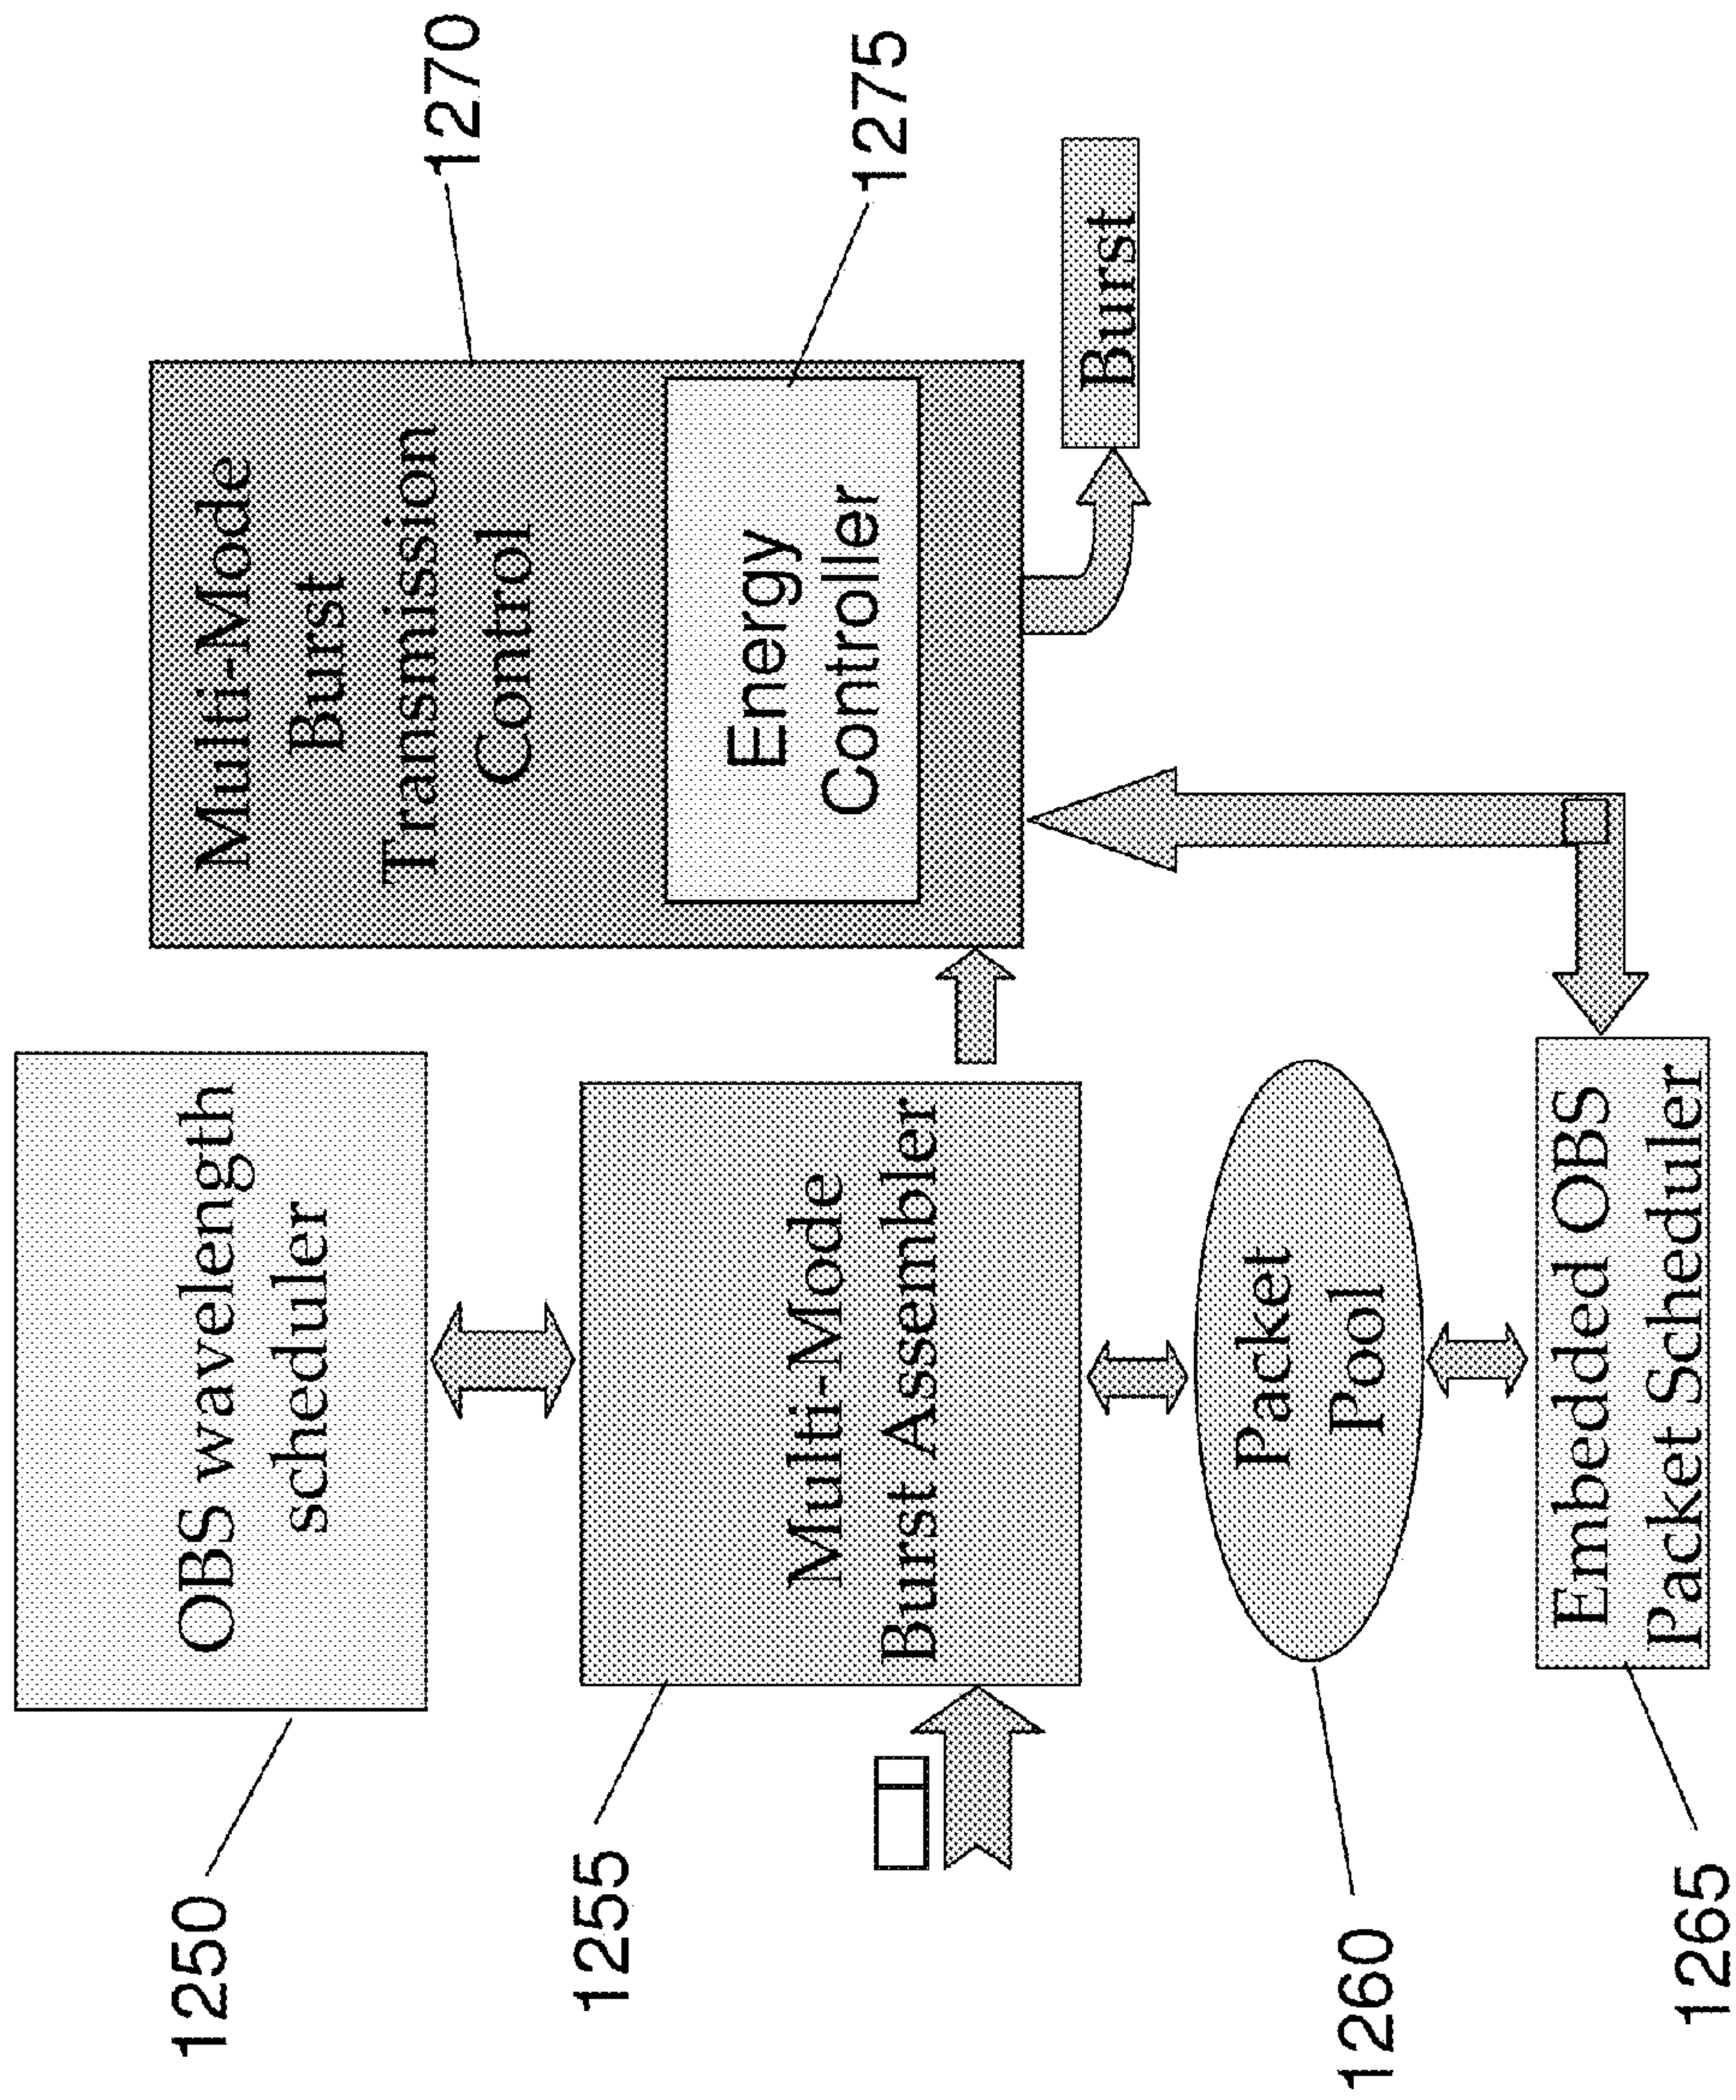 1250
OBS wavelength
scheduler
1255
Multi-Mode
Burst Assembler
1260
Packet
Pool
1265
Embedded OBS
Packet Scheduler
Multi-Mode
Burst
Transmission
Control
1270
Energy
Controller
1275
Burst